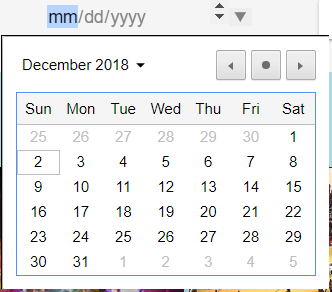 mm/dd/yyyy
December 2018
Sun Mon Tue Wed Thu Fri Sat
25 26 27 28 29 30 1
2 3 4 5 6 7 8
9 10 11 12 13 14 15
16 17 18 19 20 21 22
23 24 25 26 27 28 29
30 31 1 2 3 4 5